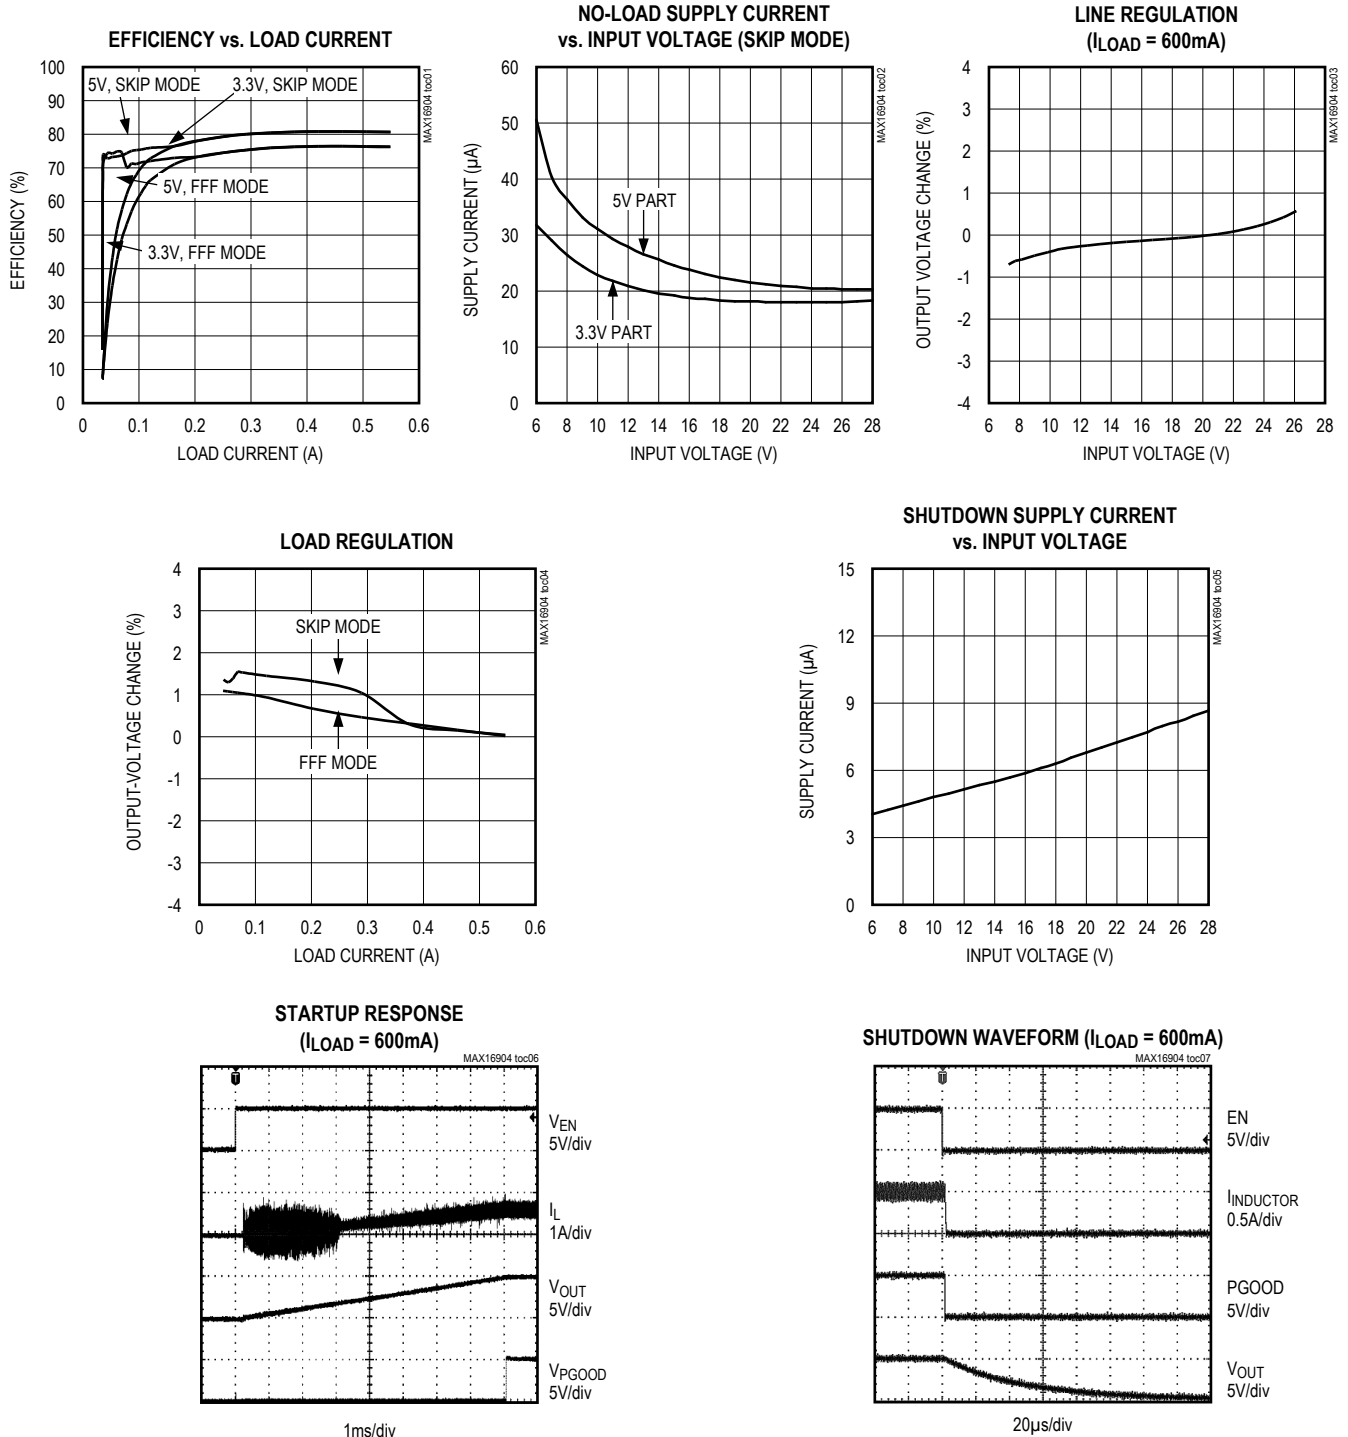 EFFICIENCY vs. LOAD CURRENT
MAX16904 toc01
100
90
80
70
60
50
40
30
20
10
0
EFFICIENCY (%)
5V, SKIP MODE
3.3V, SKIP MODE
5V, FFF MODE
3.3V, FFF MODE
0 0.1 0.2 0.3 0.4 0.5 0.6
LOAD CURRENT (A)
NO-LOAD SUPPLY CURRENT
vs. INPUT VOLTAGE (SKIP MODE)
MAX16904 toc02
60
50
40
30
20
10
0
SUPPLY CURRENT (µA)
5V PART
3.3V PART
6 8 10 12 14 16 18 20 22 24 26 28
INPUT VOLTAGE (V)
LINE REGULATION
(ILOAD = 600mA)
MAX16904 toc03
4
3
2
1
0
-1
-2
-3
-4
OUTPUT VOLTAGE CHANGE (%)
6 8 10 12 14 16 18 20 22 24 26 28
INPUT VOLTAGE (V)
LOAD REGULATION
MAX16904 toc04
4
3
2
1
0
-1
-2
-3
-4
OUTPUT-VOLTAGE CHANGE (%)
SKIP MODE
FFF MODE
0 0.1 0.2 0.3 0.4 0.5 0.6
LOAD CURRENT (A)
SHUTDOWN SUPPLY CURRENT
vs. INPUT VOLTAGE
MAX16904 toc05
15
12
9
6
3
0
SUPPLY CURRENT (µA)
6 8 10 12 14 16 18 20 22 24 26 28
INPUT VOLTAGE (V)
STARTUP RESPONSE
(ILOAD = 600mA)
MAX16904 toc06
T
VEN
5V/div
IL
1A/div
VOUT
5V/div
VPGOOD
5V/div
1ms/div
SHUTDOWN WAVEFORM (ILOAD = 600mA)
MAX16904 toc07
T
EN
5V/div
IINDUCTOR
0.5A/div
PGOOD
5V/div
VOUT
5V/div
20µs/div